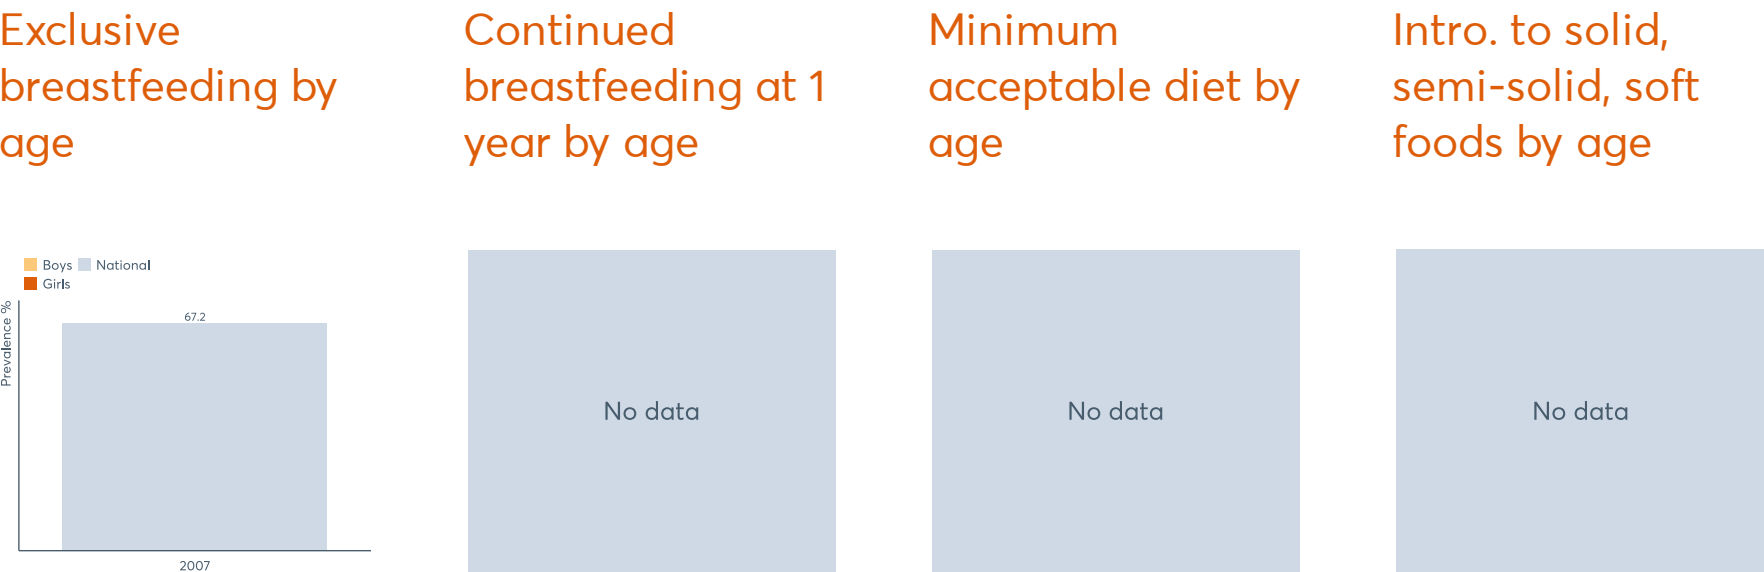 Exclusive
breastfeeding by
age
Continued
breastfeeding at 1
year by age
Minimum
acceptable diet by
age
Intro. to solid,
semi-solid, soft
foods by age
Boys National
Girls
Prevalence %
67.2
2007
No data
No data
No data